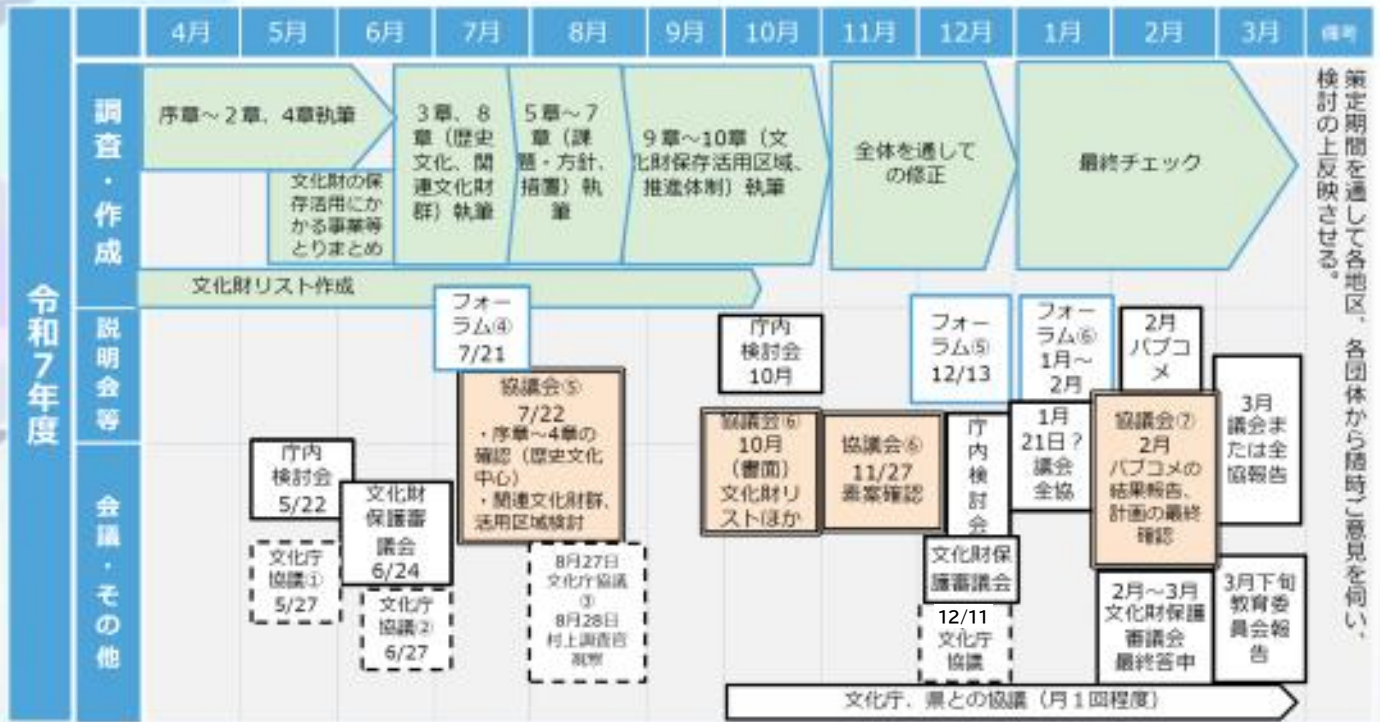 4月
5月
6月
7月
8月
9月
10月
11月
12月
1月
2月
3月
備考
令和7年度
調査・作成
序章～2章、4章執筆
文化財の保
存活用にか
かる事業等
とりまとめ
3章、8
章（歴史
文化、関
連文化財
群）執筆
5章～7
章（課
題・方針、
措置）執
筆
9章～10章（文
化財保存活用区域、
推進体制）執筆
全体を通して
の修正
最終チェック
文化財リスト作成
説明会等
フォー
ラム④
7/21
庁内
検討会
10月
フォー
ラム⑤
12/13
フォー
ラム⑥
1月～
2月
2月
パブコ
メ
会議・その他
庁内
検討会
5/22
文化庁
協議①
5/27
文化財
保護審
議会
6/24
文化庁
協議②
6/27
協議会⑤
7/22
・序章～4章の
確認（歴史文化
中心）
・関連文化財群、
活用区域検討
8月27日
文化庁協議
③
8月28日
村上調査官
視察
協議会⑥
10月
（書面）
文化財リ
ストほか
協議会⑥
11/27
素案確認
庁内検討会
文化財保
護審議会
12/11
文化庁
協議
1月
21日？
議会
全協
協議会⑦
2月
パブコメの
結果報告、
計画の最終
確認
2月～3月
文化財保護
審議会
最終答申
3月
議会ま
たは全
協報告
3月下旬
教育委
員会報
告
文化庁、県との協議（月1回程度）
策定期間を通して各地区、各団体から随時ご意見を伺い、
検討の上反映させる。